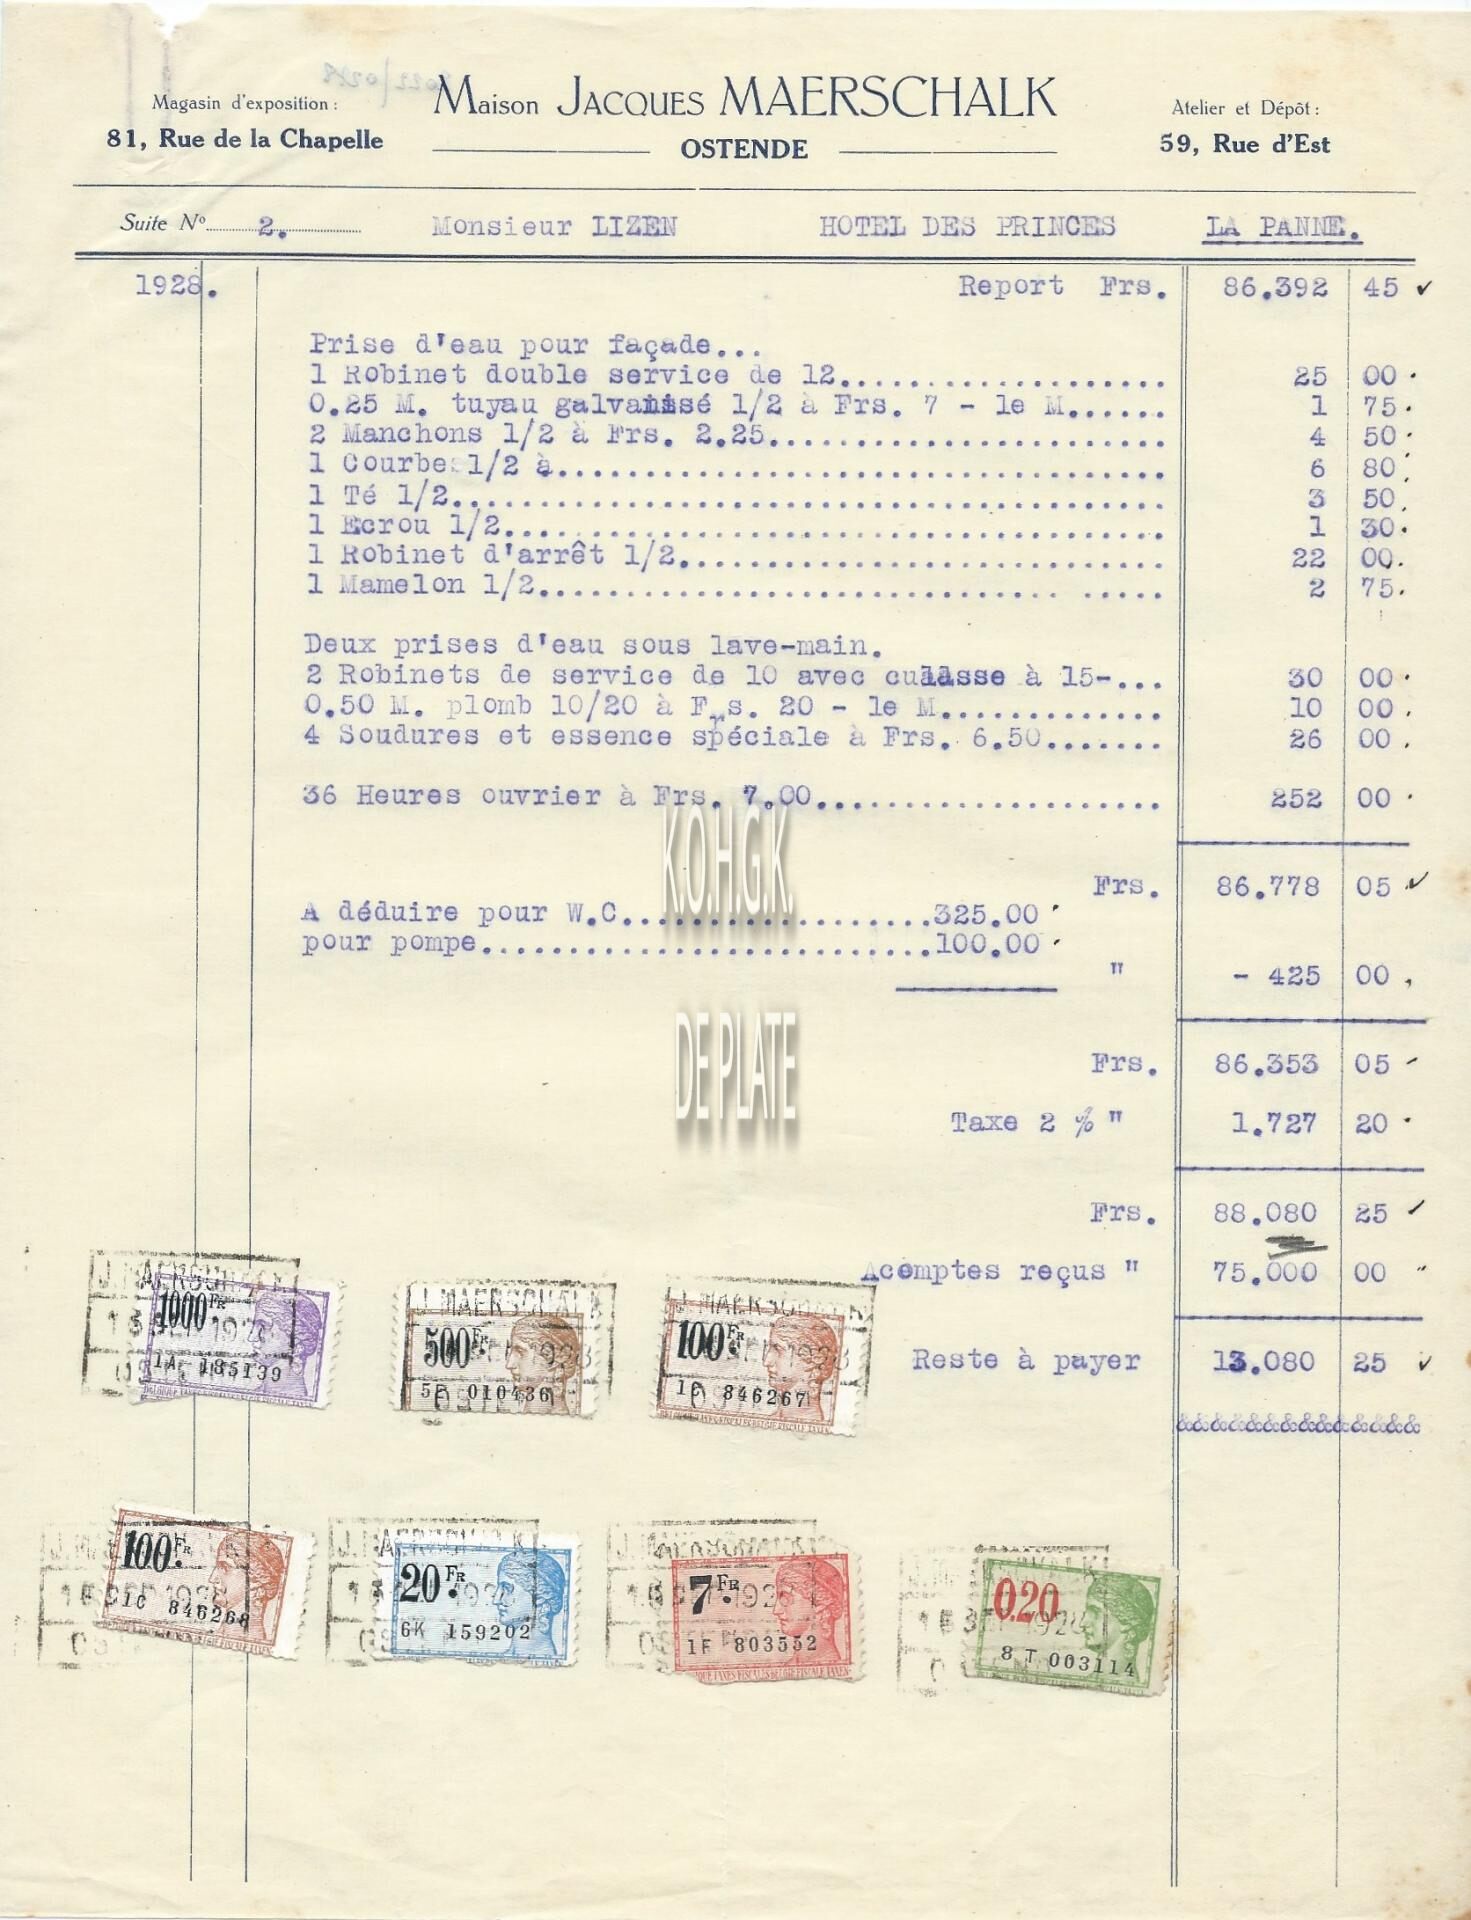 Magasin d'exposition :
81, Rue de la Chapelle
Maison JACQUES MAERSCHALK
OSTENDE
Atelier et Dépôt :
59, Rue d'Est
Suite Nº 2. Monsieur LIZEN HOTEL DES PRINCES LA PANNE.
1928. Report Frs. 86.392 45
Prise d'eau pour façade...
1 Robinet double service de 12................... 25 00
0.25 M. tuyau galvanisé 1/2 à Frs. 7 - le M...... 1 75
2 Manchons 1/2 à Frs. 2.25....................... 4 50
1 Courbe 1/2 à................................... 6 80
1 Té 1/2......................................... 3 50
1 Ecrou 1/2...................................... 1 30
1 Robinet d'arrêt 1/2............................ 22 00
1 Mamelon 1/2.............................. ..... 2 75
Deux prises d'eau sous lave-main.
2 Robinets de service de 10 avec culasse à 15-... 30 00
0.50 M. plomb 10/20 à Frs. 20 - le M............. 10 00
4 Soudures et essence spéciale à Frs. 6.50....... 26 00
36 Heures ouvrier à Frs. 7.00.................... 252 00
K.O.H.G.K.
DE PLATE
Frs. 86.778 05
A déduire pour W.C..................325.00
pour pompe..........................100.00
" - 425 00
Frs. 86.353 05
Taxe 2 % " 1.727 20
Frs. 88.080 25
Acomptes reçus " 75.000 00
Reste à payer 13.080 25
&&&&&&&&&&&&&&
J. MAERSCHALK
1000 FR
1A 185139
J. MAERSCHALK
500 FR
5E 010436
J. MAERSCHALK
100 FR
1C 846267
100 FR
1C 846268
J. MAERSCHALK
20 FR
6K 159202
7 FR
1F 803552
0.20
8 T 003114